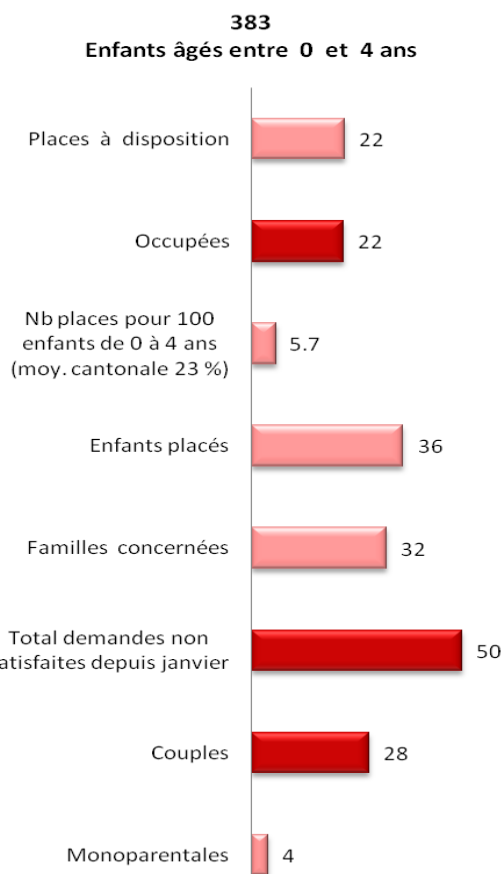 383
Enfants âgés entre 0 et 4 ans
Places à disposition
22
Occupées
22
Nb places pour 100
enfants de 0 à 4 ans
(moy. cantonale 23 %)
5.7
Enfants placés
36
Familles concernées
32
Total demandes non
atisfaites depuis janvier
50
Couples
28
Monoparentales
4